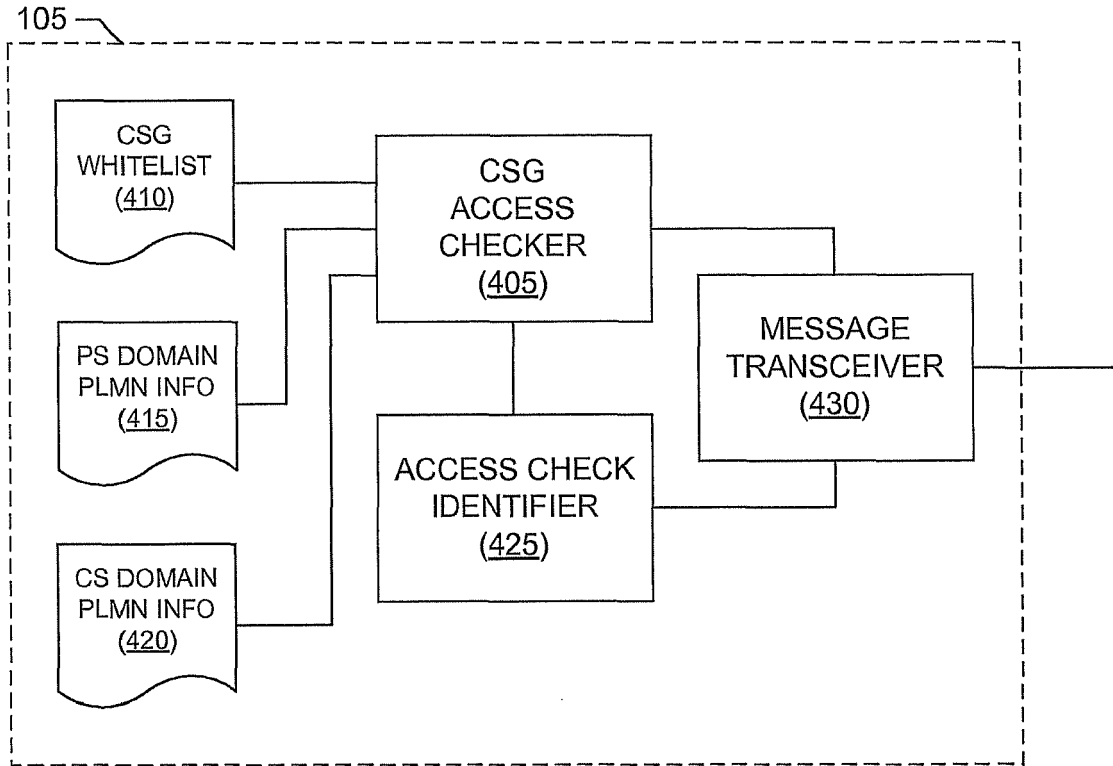 105
CSG
WHITELIST
(410)
PS DOMAIN
PLMN INFO
(415)
CS DOMAIN
PLMN INFO
(420)
CSG
ACCESS
CHECKER
(405)
ACCESS CHECK
IDENTIFIER
(425)
MESSAGE
TRANSCEIVER
(430)